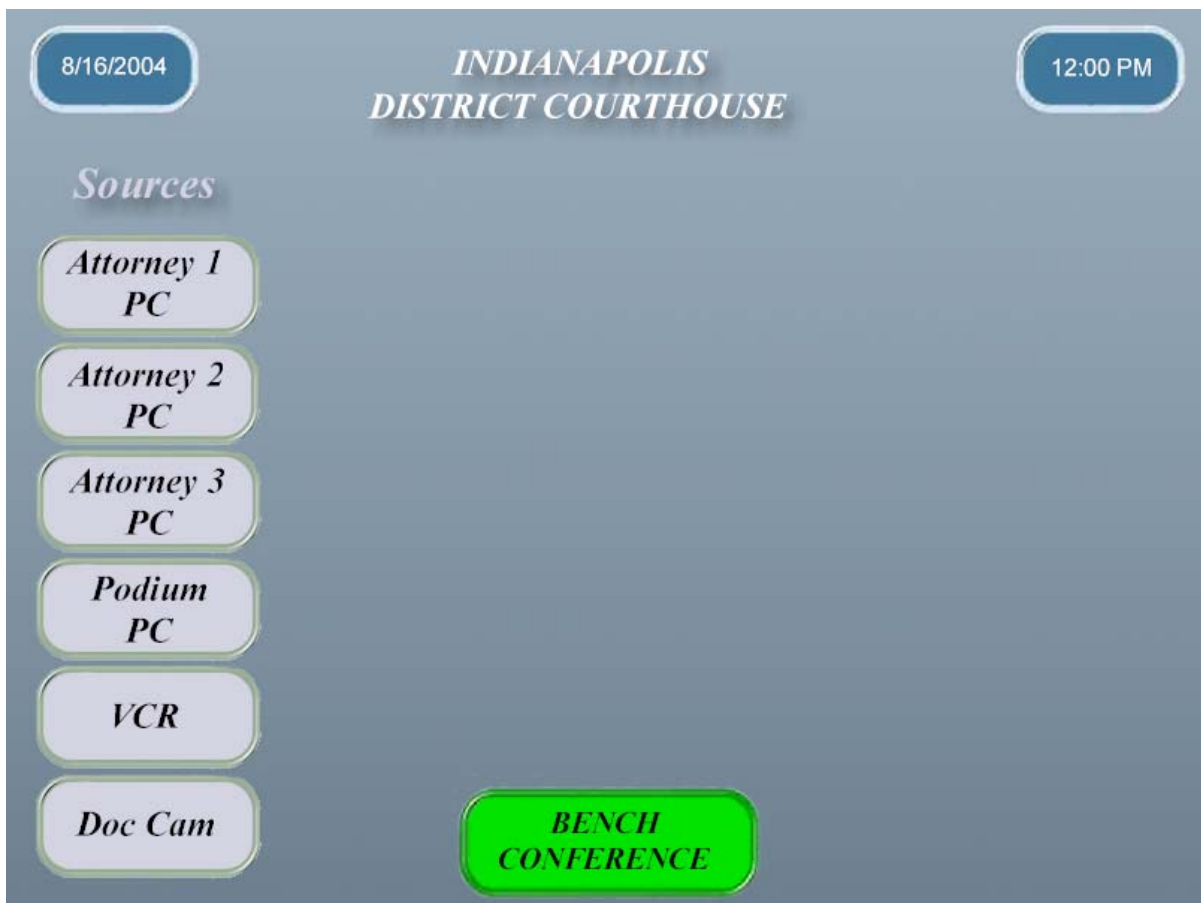 8/16/2004
INDIANAPOLIS
DISTRICT COURTHOUSE
12:00 PM
Sources
Attorney 1
PC
Attorney 2
PC
Attorney 3
PC
Podium
PC
VCR
Doc Cam
BENCH
CONFERENCE